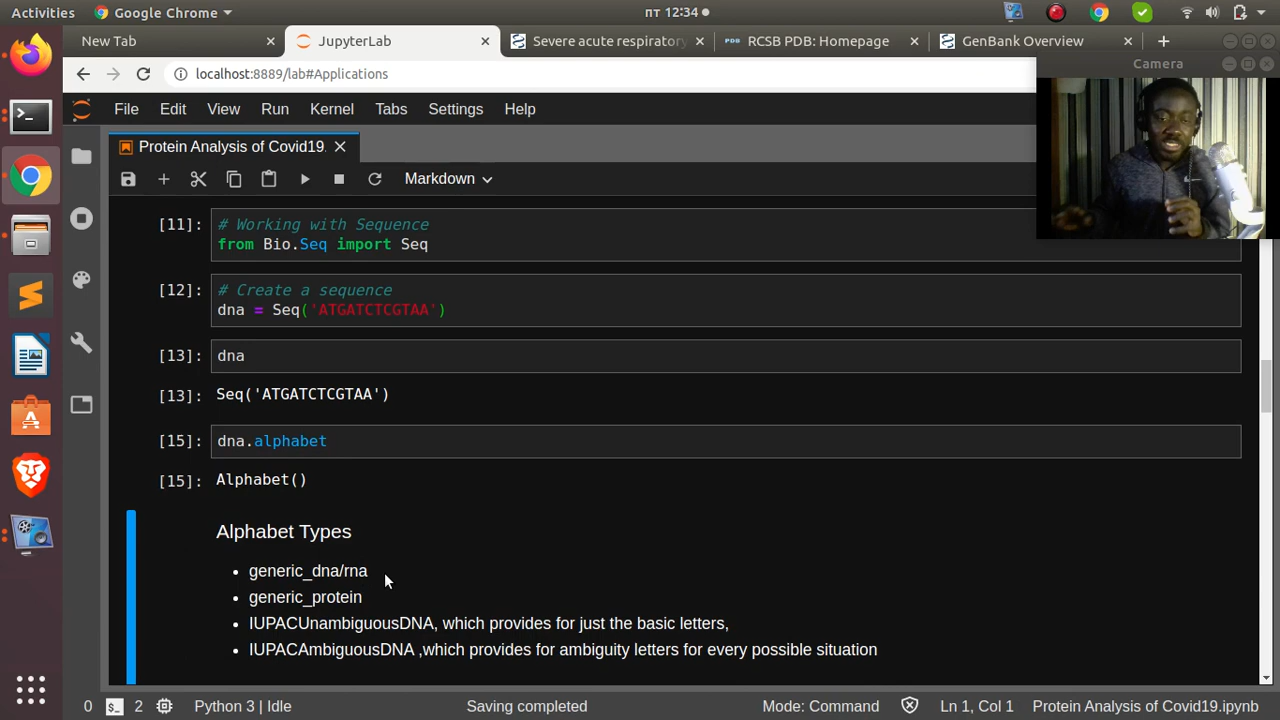 Activities Google Chrome пт 12:34
New Tab JupyterLab Severe acute respiratory RCSB PDB: Homepage GenBank Overview
localhost:8889/lab#Applications
Camera
File Edit View Run Kernel Tabs Settings Help
Protein Analysis of Covid19.
Markdown
[11]: # Working with Sequence
from Bio.Seq import Seq
[12]: # Create a sequence
dna = Seq('ATGATCTCGTAA')
[13]: dna
[13]: Seq('ATGATCTCGTAA')
[15]: dna.alphabet
[15]: Alphabet()
Alphabet Types
• generic_dna/rna
• generic_protein
• IUPACUnambiguousDNA, which provides for just the basic letters,
• IUPACAmbiguousDNA ,which provides for ambiguity letters for every possible situation
0 2 Python 3 | Idle Saving completed Mode: Command Ln 1, Col 1 Protein Analysis of Covid19.ipynb